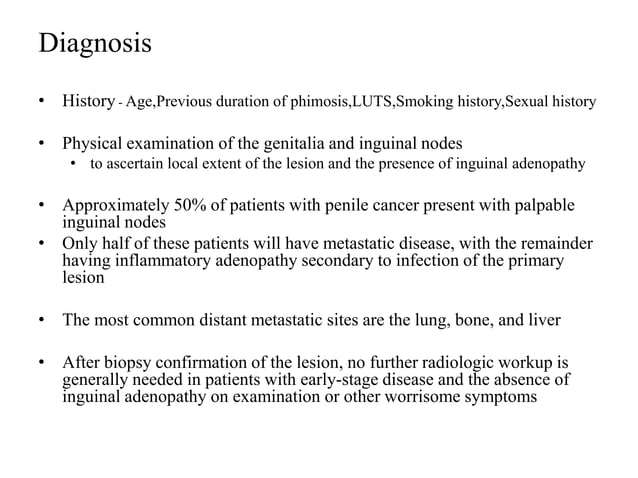 Diagnosis
• History - Age,Previous duration of phimosis,LUTS,Smoking history,Sexual history
• Physical examination of the genitalia and inguinal nodes
• to ascertain local extent of the lesion and the presence of inguinal adenopathy
• Approximately 50% of patients with penile cancer present with palpable
inguinal nodes
• Only half of these patients will have metastatic disease, with the remainder
having inflammatory adenopathy secondary to infection of the primary
lesion
• The most common distant metastatic sites are the lung, bone, and liver
• After biopsy confirmation of the lesion, no further radiologic workup is
generally needed in patients with early-stage disease and the absence of
inguinal adenopathy on examination or other worrisome symptoms